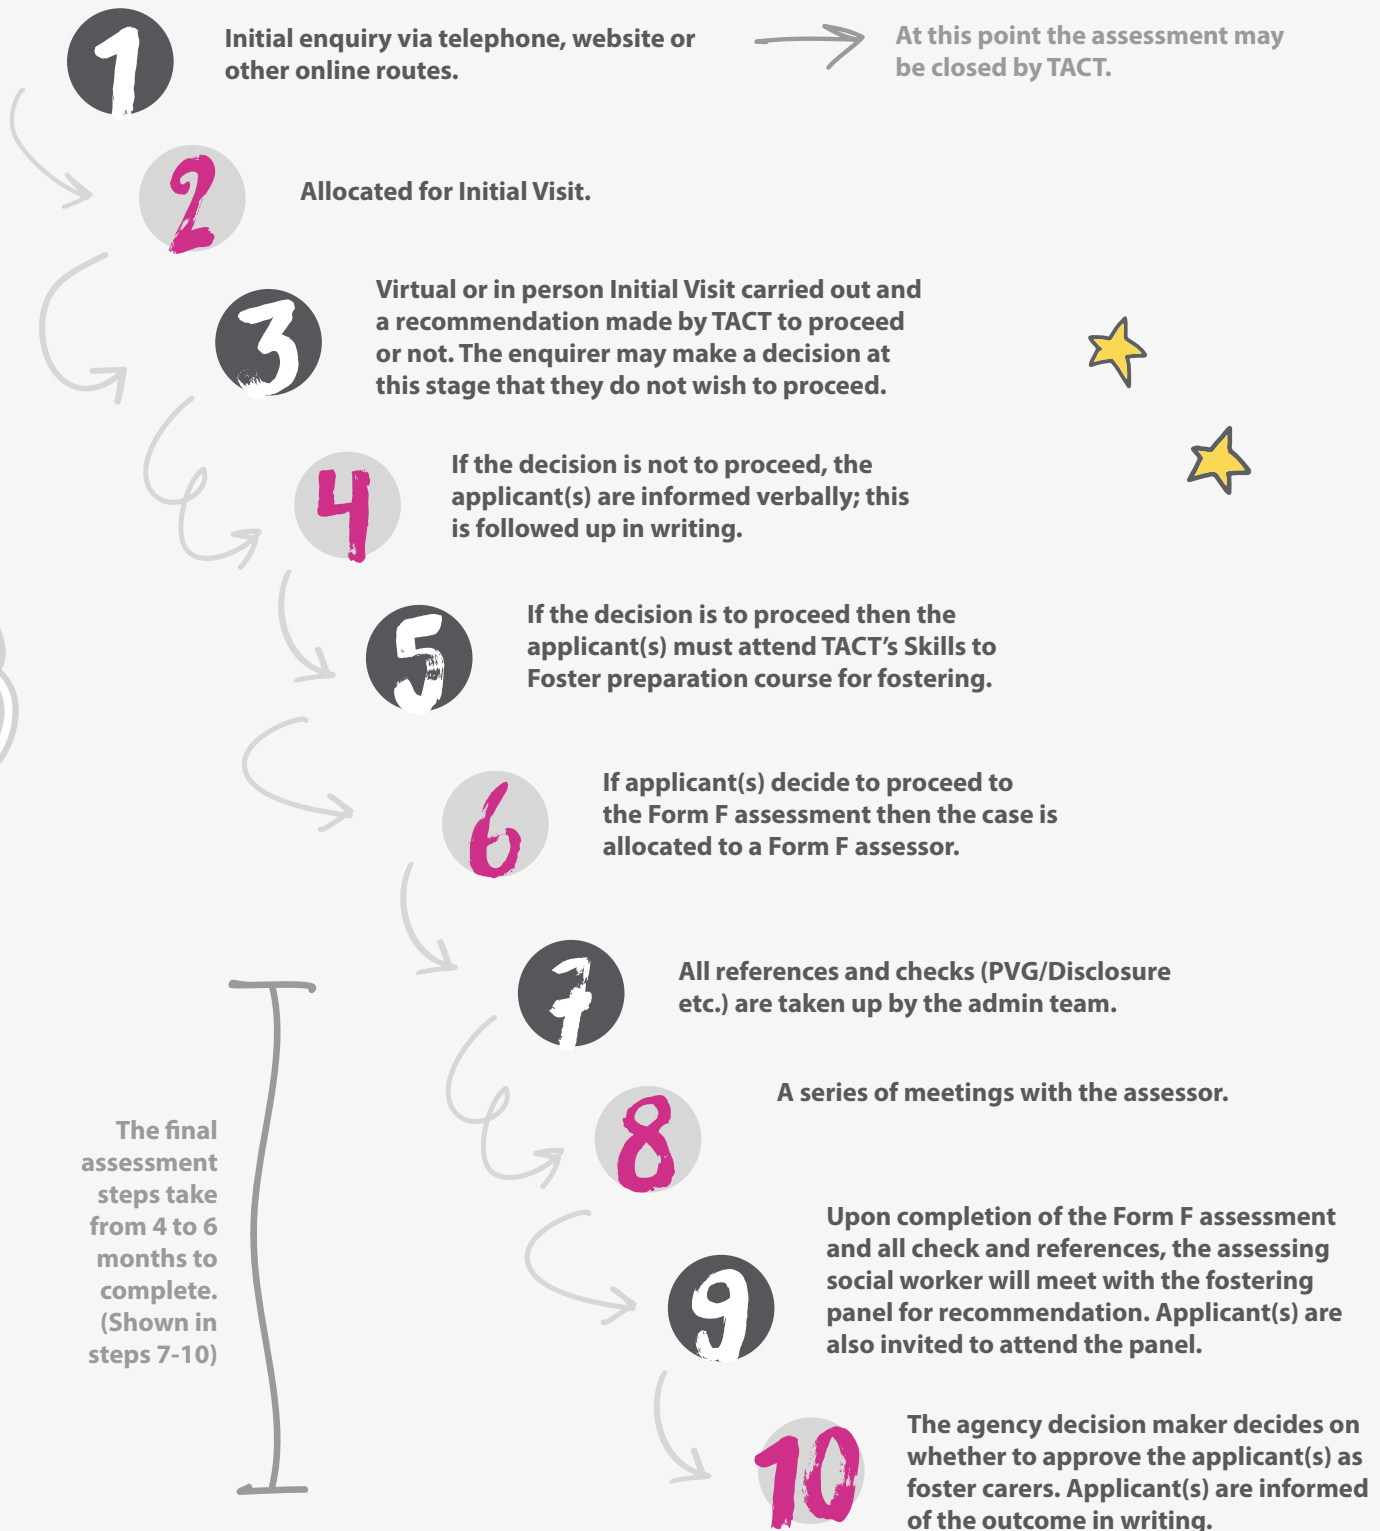 1
Initial enquiry via telephone, website or
other online routes.
At this point the assessment may
be closed by TACT.
2
Allocated for Initial Visit.
3
Virtual or in person Initial Visit carried out and
a recommendation made by TACT to proceed
or not. The enquirer may make a decision at
this stage that they do not wish to proceed.
4
If the decision is not to proceed, the
applicant(s) are informed verbally; this
is followed up in writing.
5
If the decision is to proceed then the
applicant(s) must attend TACT’s Skills to
Foster preparation course for fostering.
6
If applicant(s) decide to proceed to
the Form F assessment then the case is
allocated to a Form F assessor.
7
All references and checks (PVG/Disclosure
etc.) are taken up by the admin team.
8
A series of meetings with the assessor.
The final
assessment
steps take
from 4 to 6
months to
complete.
(Shown in
steps 7-10)
9
Upon completion of the Form F assessment
and all check and references, the assessing
social worker will meet with the fostering
panel for recommendation. Applicant(s) are
also invited to attend the panel.
10
The agency decision maker decides on
whether to approve the applicant(s) as
foster carers. Applicant(s) are informed
of the outcome in writing.